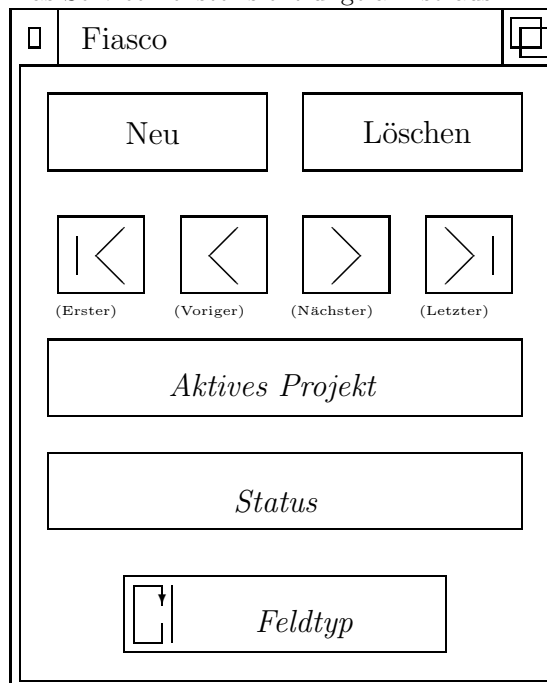 Fiasco
Neu Löschen
(Erster) (Voriger) (Nächster) (Letzter)
Aktives Projekt
Status
Feldtyp